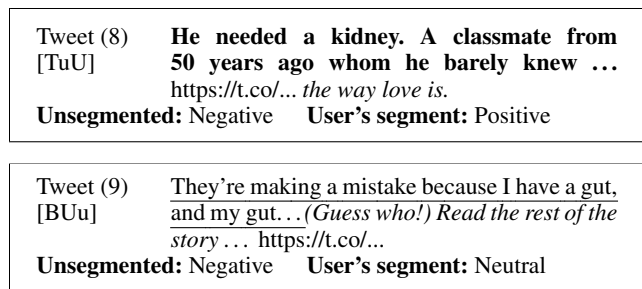 Tweet (8) He needed a kidney. A classmate from
[TuU] 50 years ago whom he barely knew ...
https://t.co/... the way love is.
Unsegmented: Negative User's segment: Positive
Tweet (9) They're making a mistake because I have a gut,
[BUu] and my gut...(Guess who!) Read the rest of the
story ... https://t.co/...
Unsegmented: Negative User's segment: Neutral